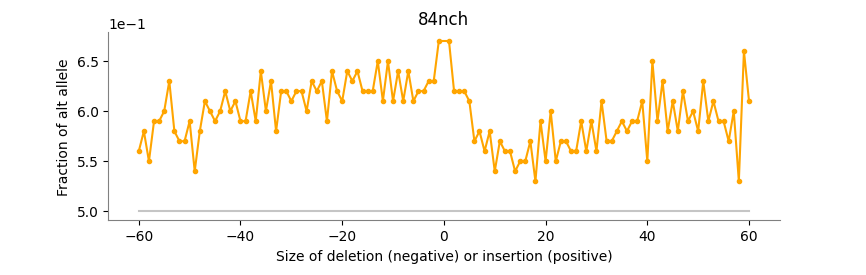 84nch
1e−1
Fraction of alt allele
6.5
6.0
5.5
5.0
−60
−40
−20
0
20
40
60
Size of deletion (negative) or insertion (positive)